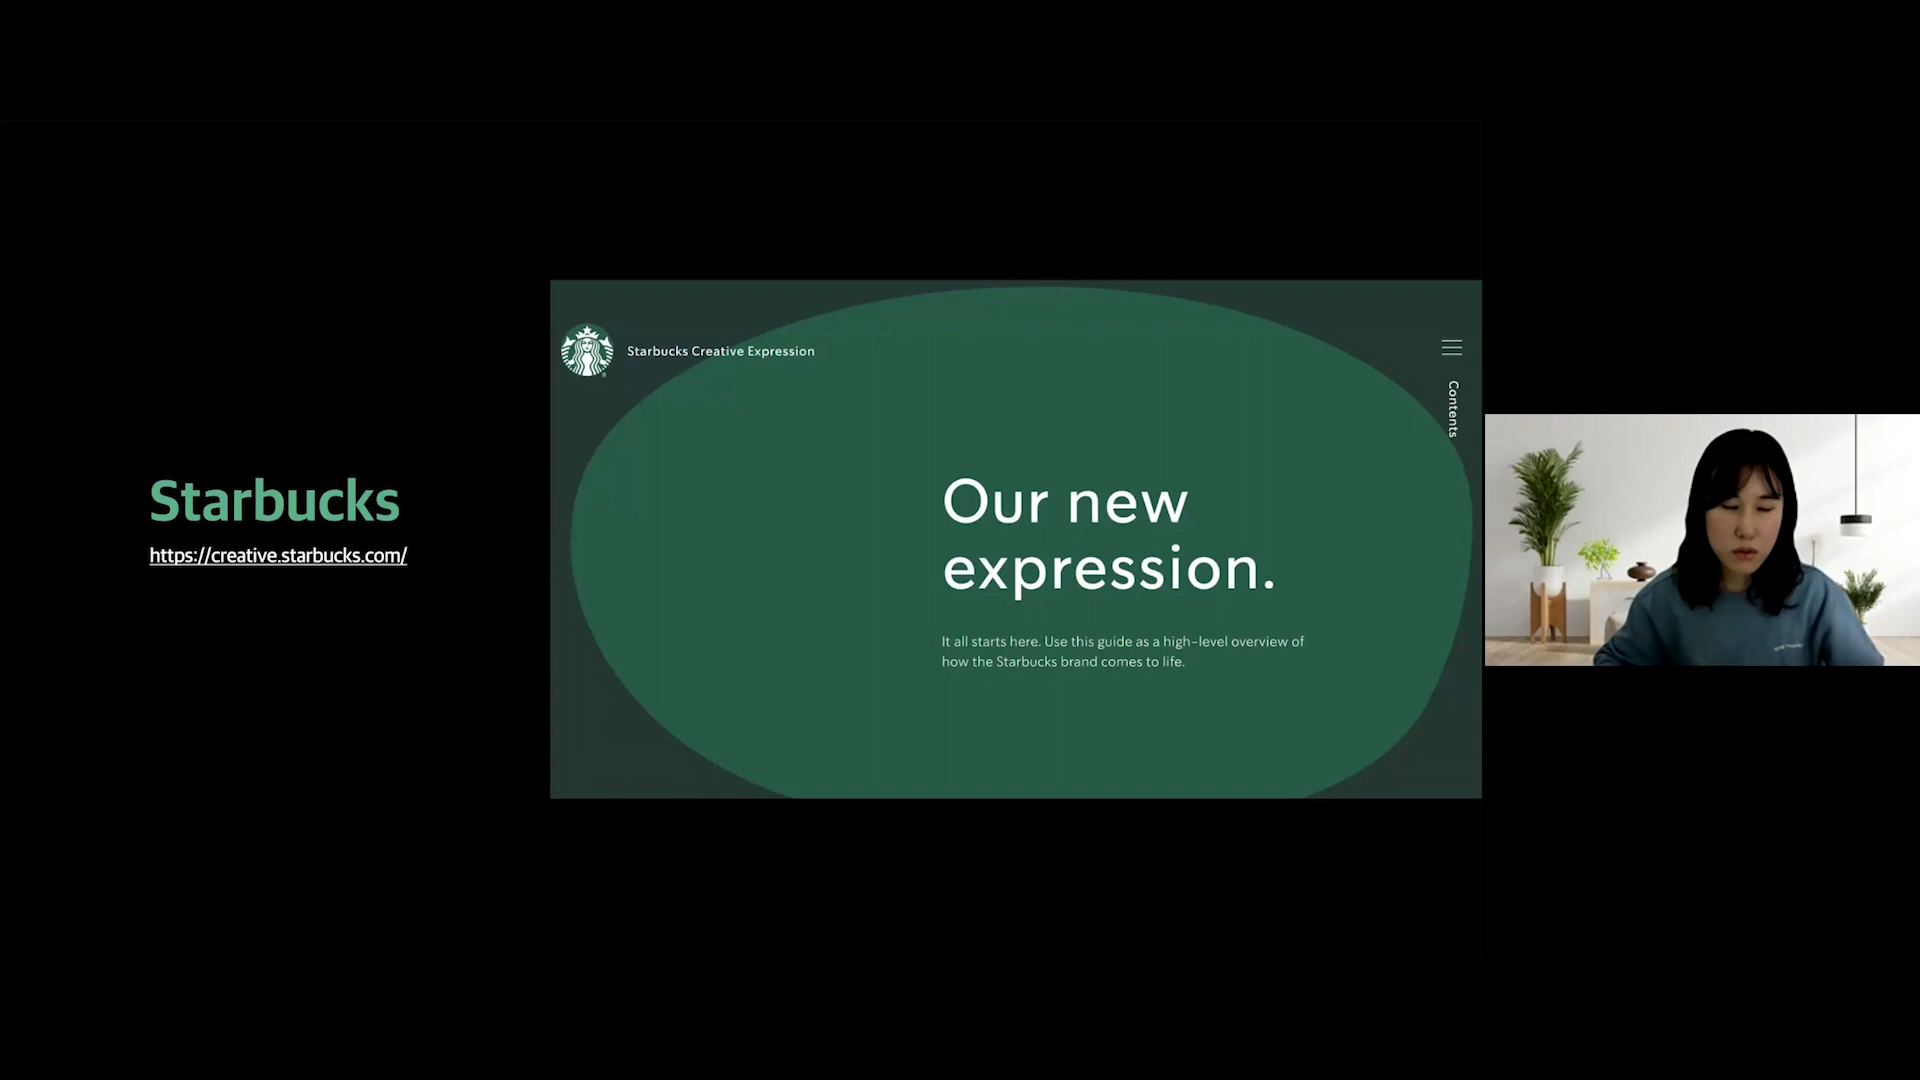 Starbucks
https://creative.starbucks.com/
Starbucks Creative Expression
Contents
Our new
expression.
It all starts here. Use this guide as a high-level overview of
how the Starbucks brand comes to life.